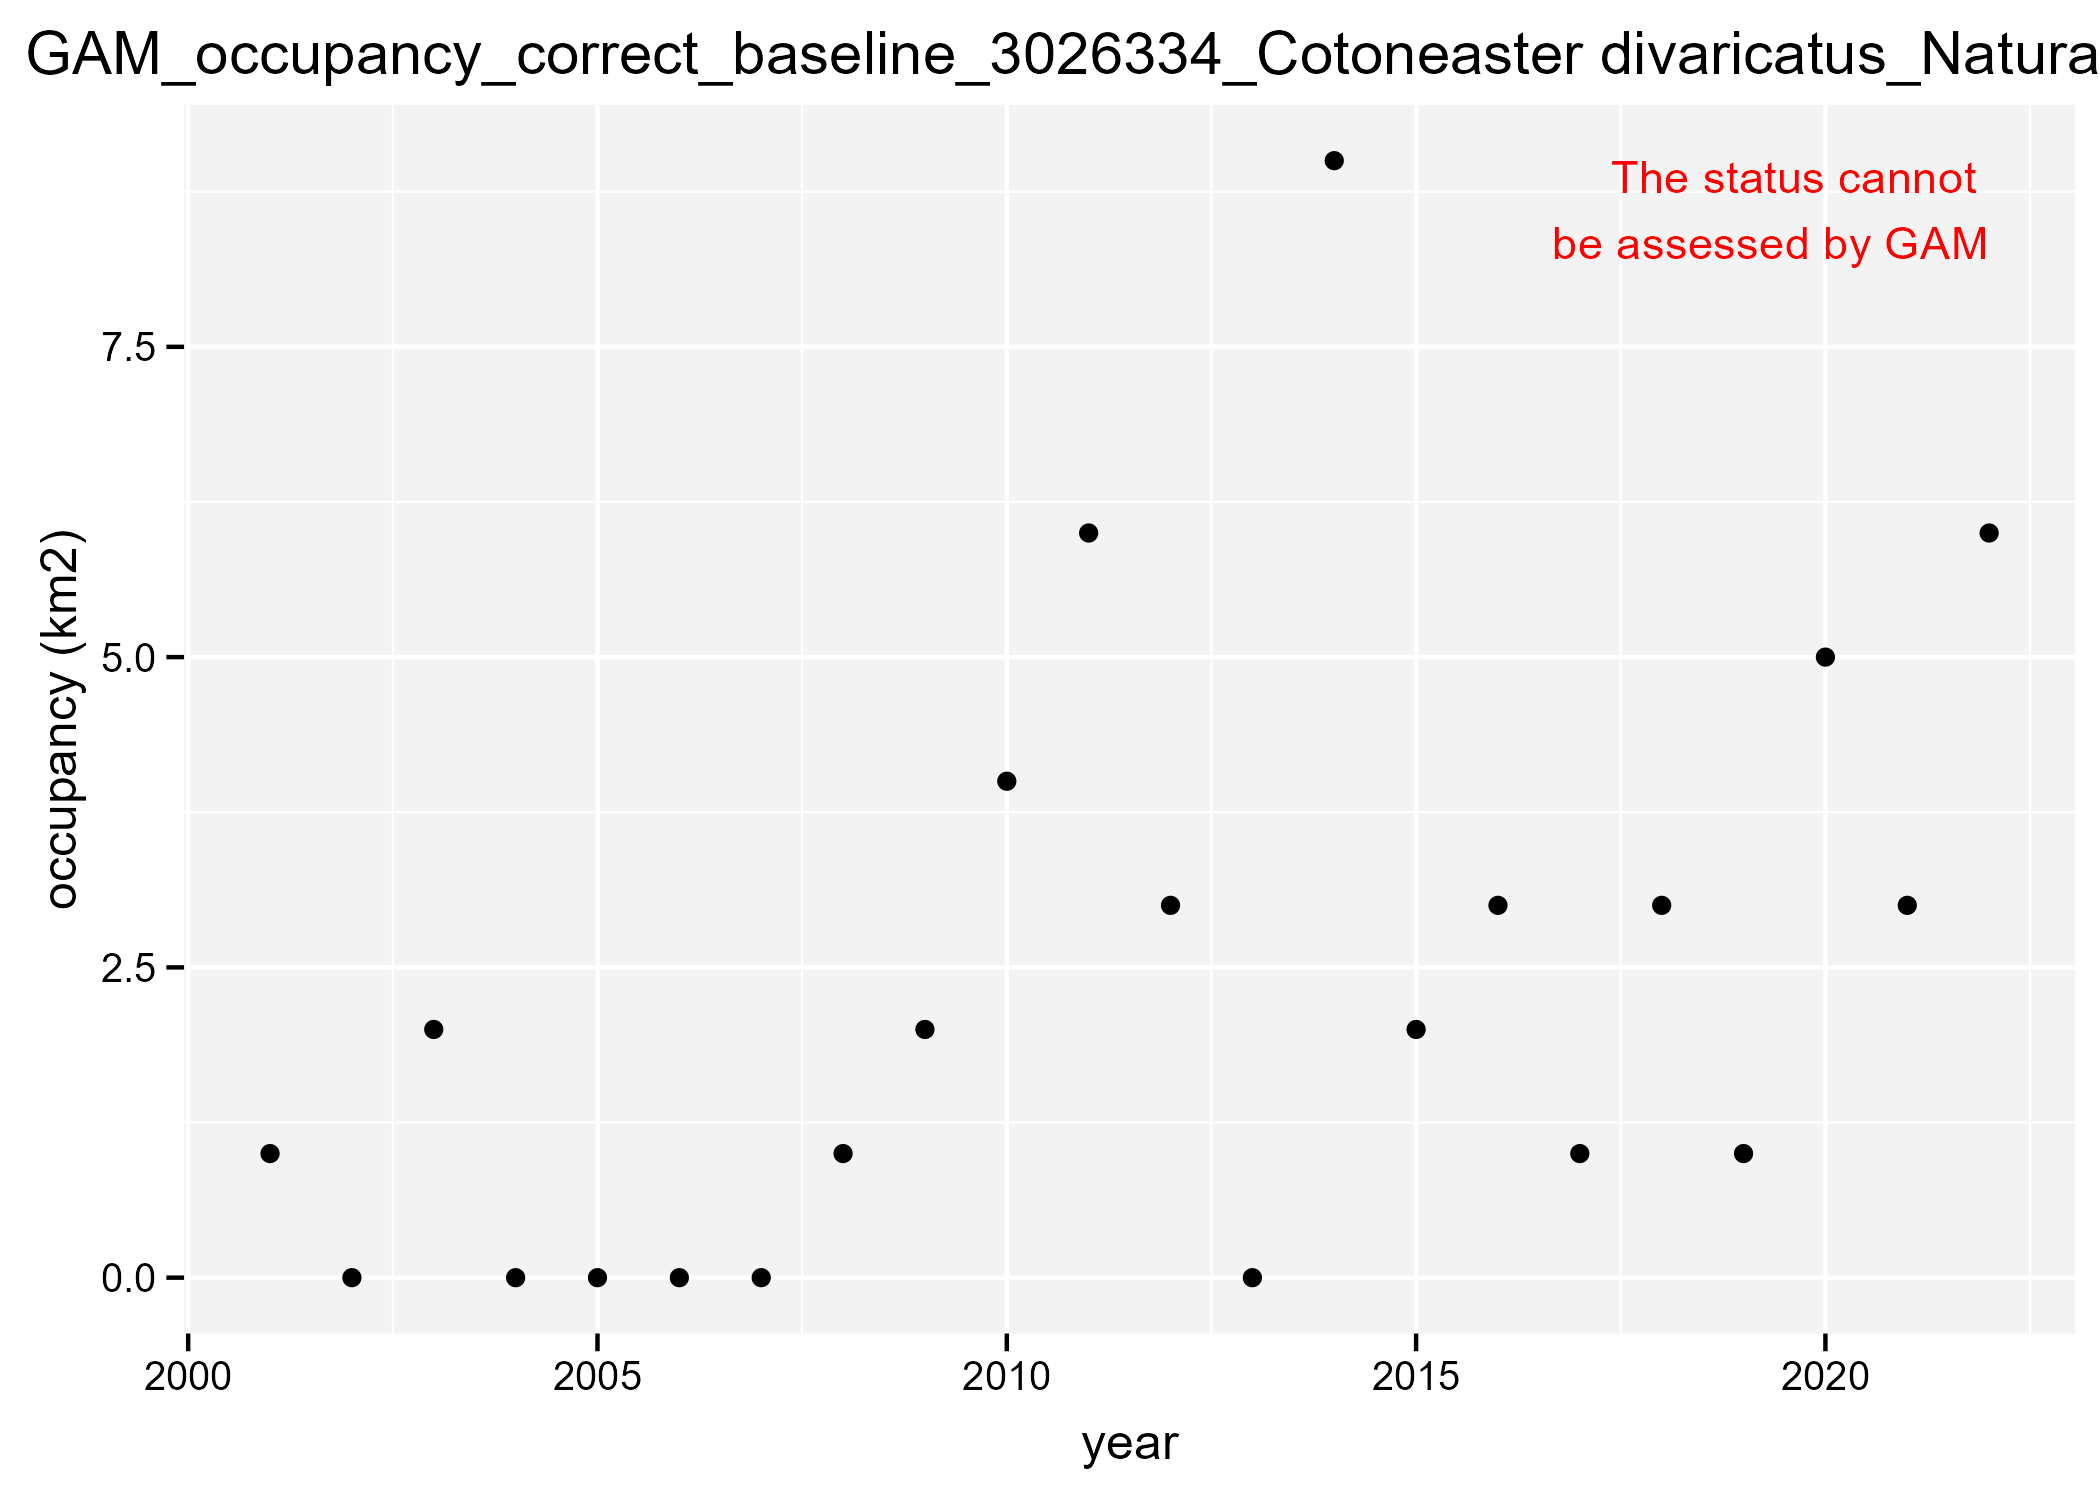 GAM_occupancy_correct_baseline_3026334_Cotoneaster divaricatus_Natura
The status cannot
be assessed by GAM
7.5
5.0
2.5
0.0
occupancy (km2)
2000 2005 2010 2015 2020
year